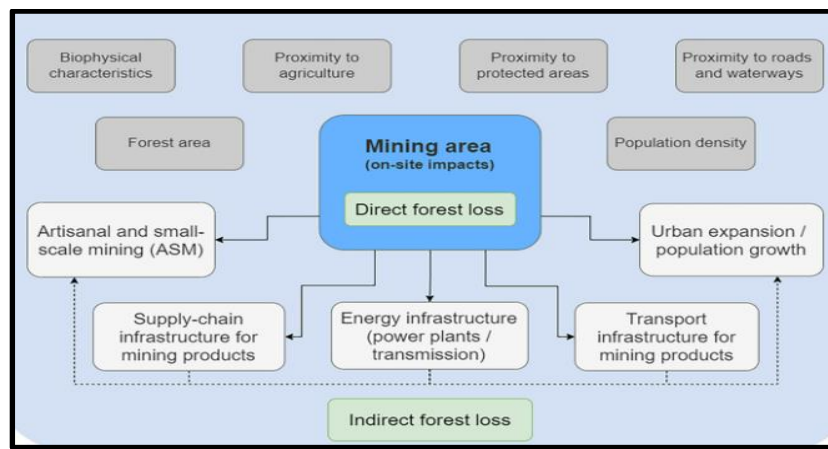 Biophysical
characteristics
Proximity to
agriculture
Proximity to
protected areas
Proximity to roads
and waterways
Forest area
Population density
Mining area
(on-site impacts)
Direct forest loss
Artisanal and small-
scale mining (ASM)
Urban expansion /
population growth
Supply-chain
infrastructure for
mining products
Energy infrastructure
(power plants /
transmission)
Transport
infrastructure for
mining products
Indirect forest loss